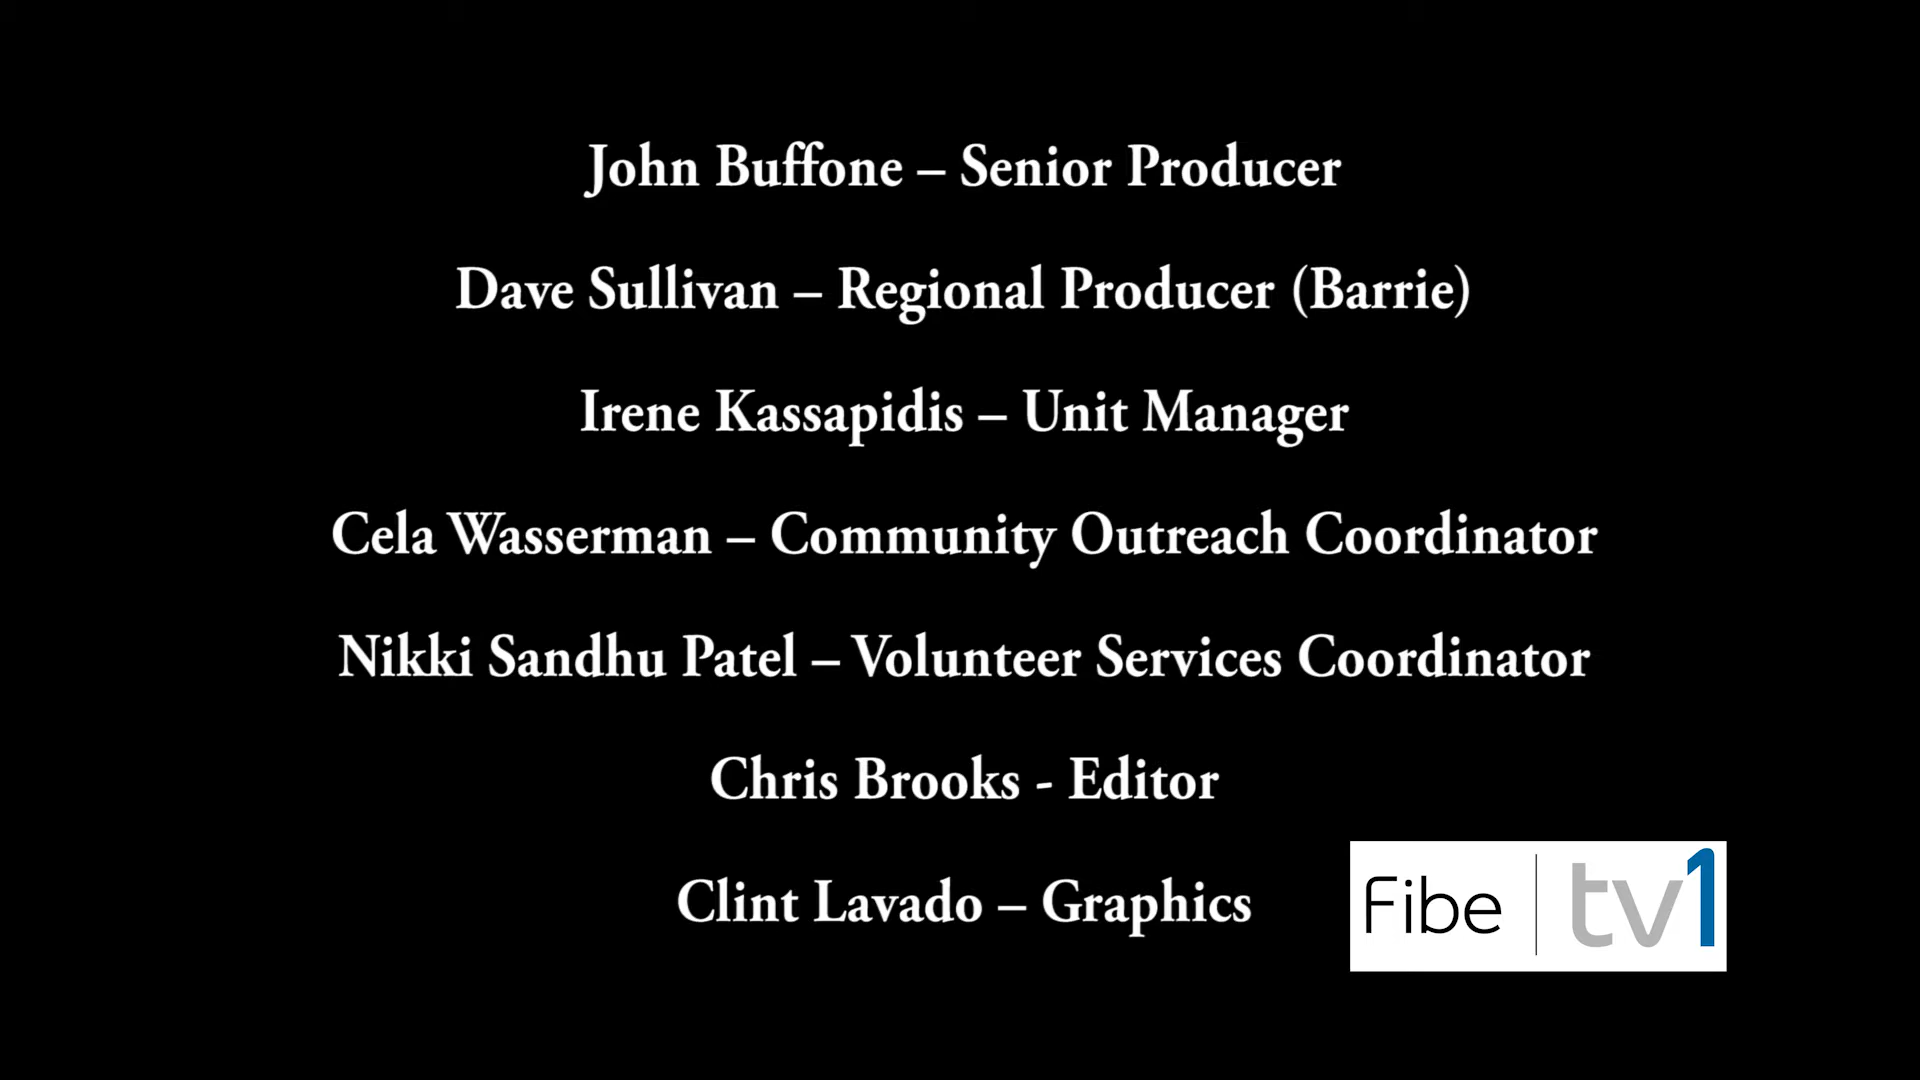 John Buffone – Senior Producer
Dave Sullivan – Regional Producer (Barrie)
Irene Kassapidis – Unit Manager
Cela Wasserman – Community Outreach Coordinator
Nikki Sandhu Patel – Volunteer Services Coordinator
Chris Brooks - Editor
Clint Lavado – Graphics
Fibe | tv1